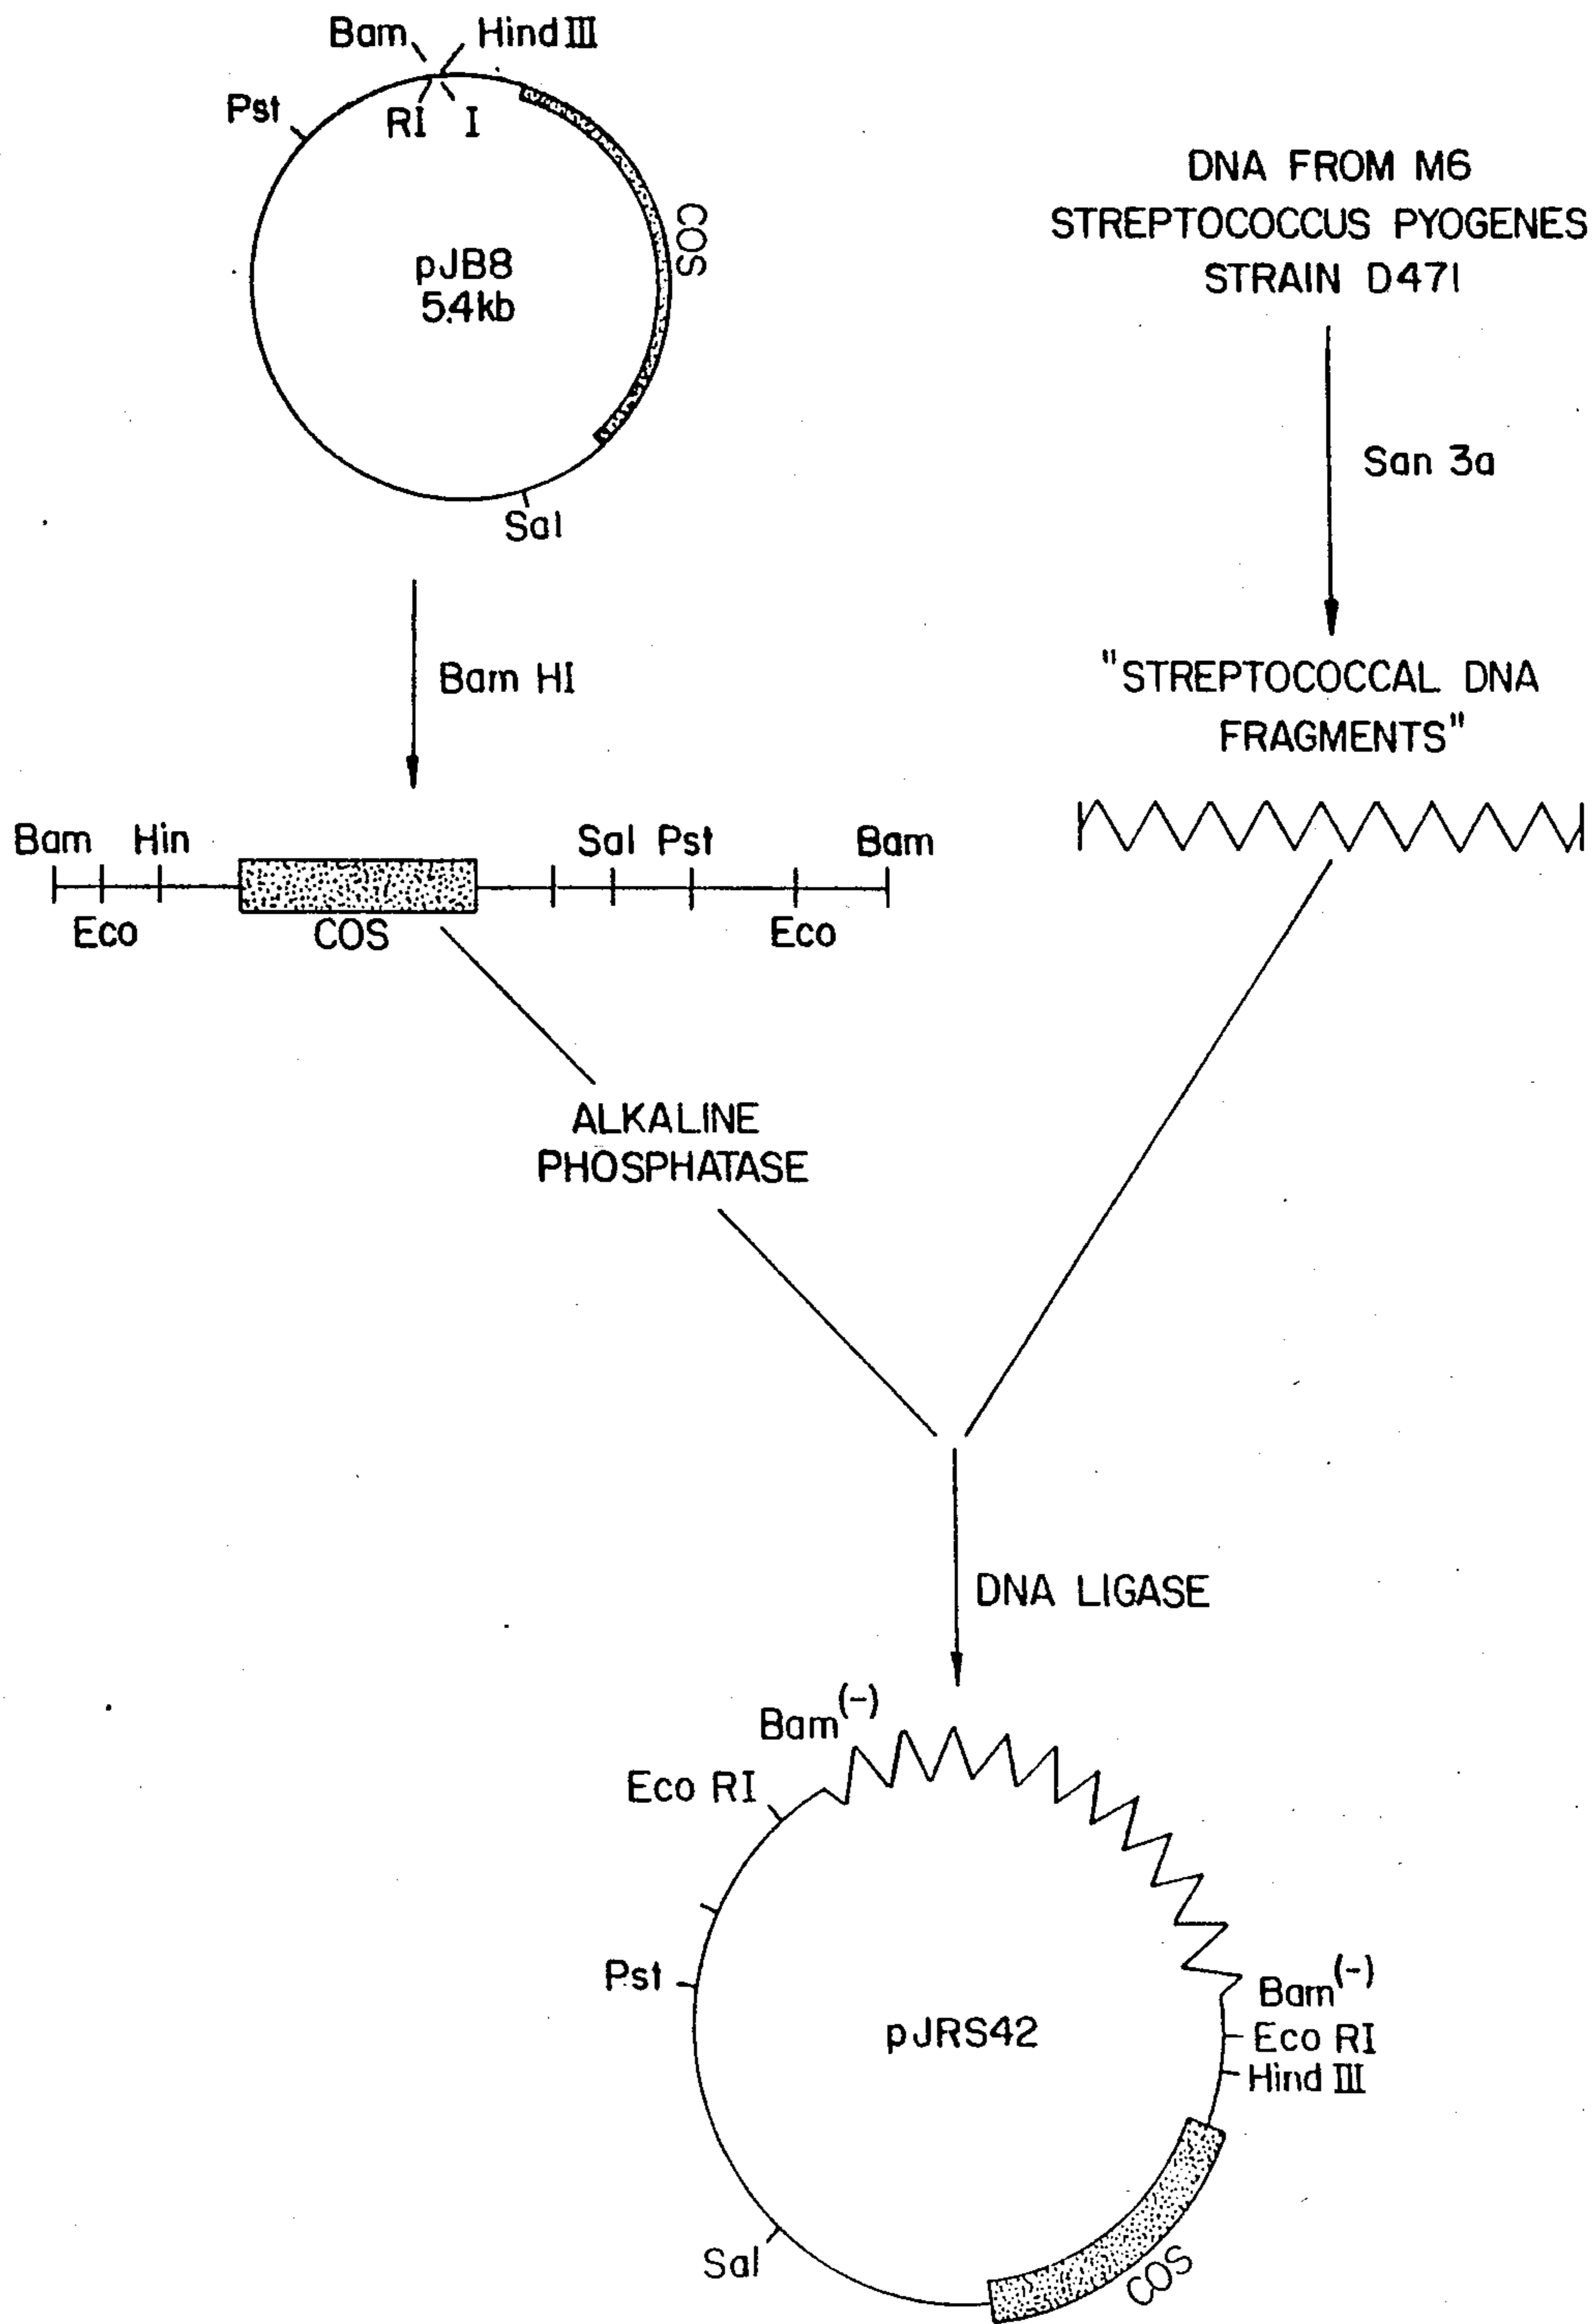 Bam Hind III
Pst
RI I
COS
pJB8
5.4kb
Sal
DNA FROM M6
STREPTOCOCCUS PYOGENES
STRAIN D471
San 3a
Bam HI
"STREPTOCOCCAL DNA
FRAGMENTS"
Bam Hin Sal Pst Bam
Eco COS Eco
ALKALINE
PHOSPHATASE
DNA LIGASE
Bam(-)
Eco RI
Pst
pJRS42
Bam(-)
Eco RI
Hind III
Sal
COS